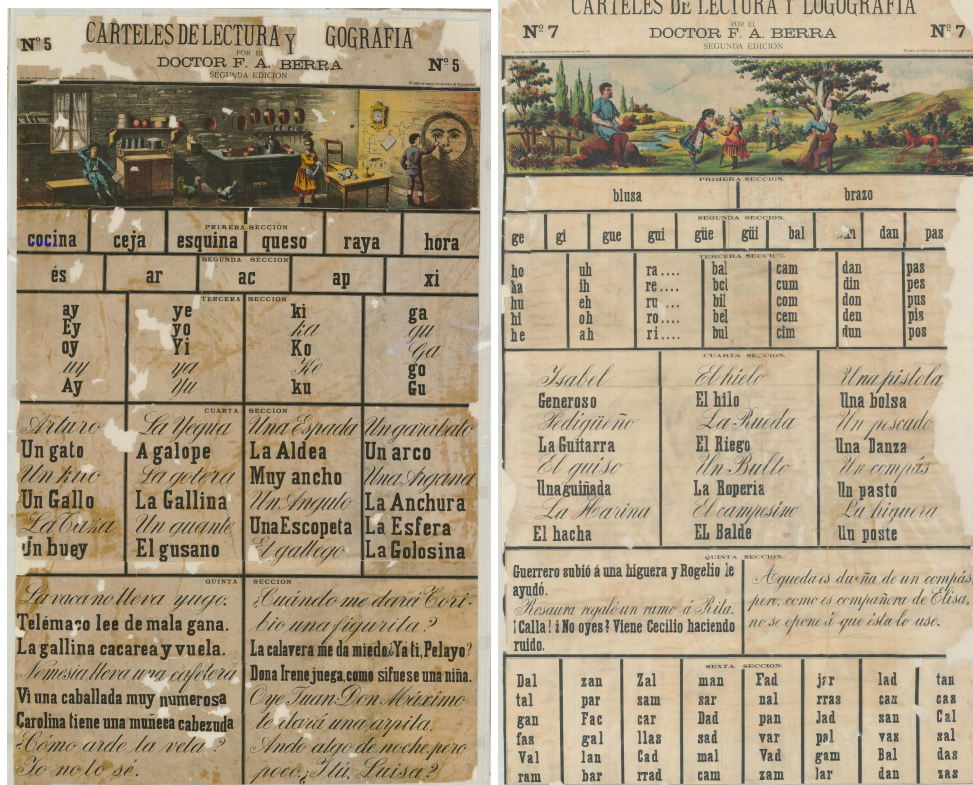 CARTELES DE LECTURA Y GOGRAFIA
Nº 5
POR EL
DOCTOR F. A. BERRA
Nº 5
SEGUNDA EDICION
PRIMERA SECCION
cocina ceja esquina queso raya hora
SEGUNDA SECCION
és ar ac ap xi
TERCERA SECCION
ay ye ki ga
Ey yo ka gu
oy Yi Ko Ga
uy ya Ke go
Ay Yu ku Gu
CUARTA SECCION
Arturo La Yegua Una Espada Un garabato
Un gato A galope La Aldea Un arco
Un kilo La gotera Muy ancho Una Argana
Un Gallo La Gallina Un Angulo La Anchura
La Taza Un guante Una Escopeta La Esfera
Un buey El gusano El gallego La Golosina
QUINTA SECCION
La vaca no lleva yugo.
Telémaco lee de mala gana.
La gallina cacarea y vuela.
Nemesia lleva una cafetera
Vi una caballada muy numerosa
Carolina tiene una muñeca cabezuda
¿Cómo arde la vela?
Yo no lo sé.
¿Cuándo me dará Tori-
bio una figurita?
La calavera me da miedo ¿Y á ti, Pelayo?
Dona Irene juega, como si fuese una niña.
Oye Juan: Don Máximo
te dará una arpita.
Ando algo de noche, pero
poco. ¿Y tú, Luisa?
CARTELES DE LECTURA Y LOGOGRAFIA
Nº 7
POR EL
DOCTOR F. A. BERRA
Nº 7
SEGUNDA EDICION
PRIMERA SECCION.
blusa brazo
SEGUNDA SECCION.
ge gi gue gui güe güi bal dan pas
TERCERA SECCION.
ho uh ra.... bal cam dan pas
ha ih re.... bel cum din pes
hu eh ru... bil com don pus
hi oh ro.... bel cem den pis
he ah ri.... bul cim dun pos
CUARTA SECCION.
Isabel El hielo Una pistola
Generoso El hilo Una bolsa
Pedigüeño La Rueda Un pescado
La Guitarra El Riego Una Danza
El guiso Un Bulto Un compás
Una guiñada La Roperia Un pasto
La Harina El campesino La higuera
El hacha EL Balde Un poste
QUINTA SECCION.
Guerrero subió á una higuera y Rogelio le
ayudó.
Rosaura regaló un ramo á Rita.
¡Calla! ¿No oyes? Viene Cecilio haciendo
ruido.
Agueda es dueña de un compás,
pero, como es compañera de Elisa,
no se opone á que ésta lo use.
SEXTA SECCION.
Dal zan Zal man Fad jar lad tan
tal par sam sar nal rras can cas
gan Fac car Dad pan Jad san Cal
fas gal llas sad var pal vas sal
Val lan Cad mal Vad gam Bal das
ram bar rrad cam zam lar dan zas